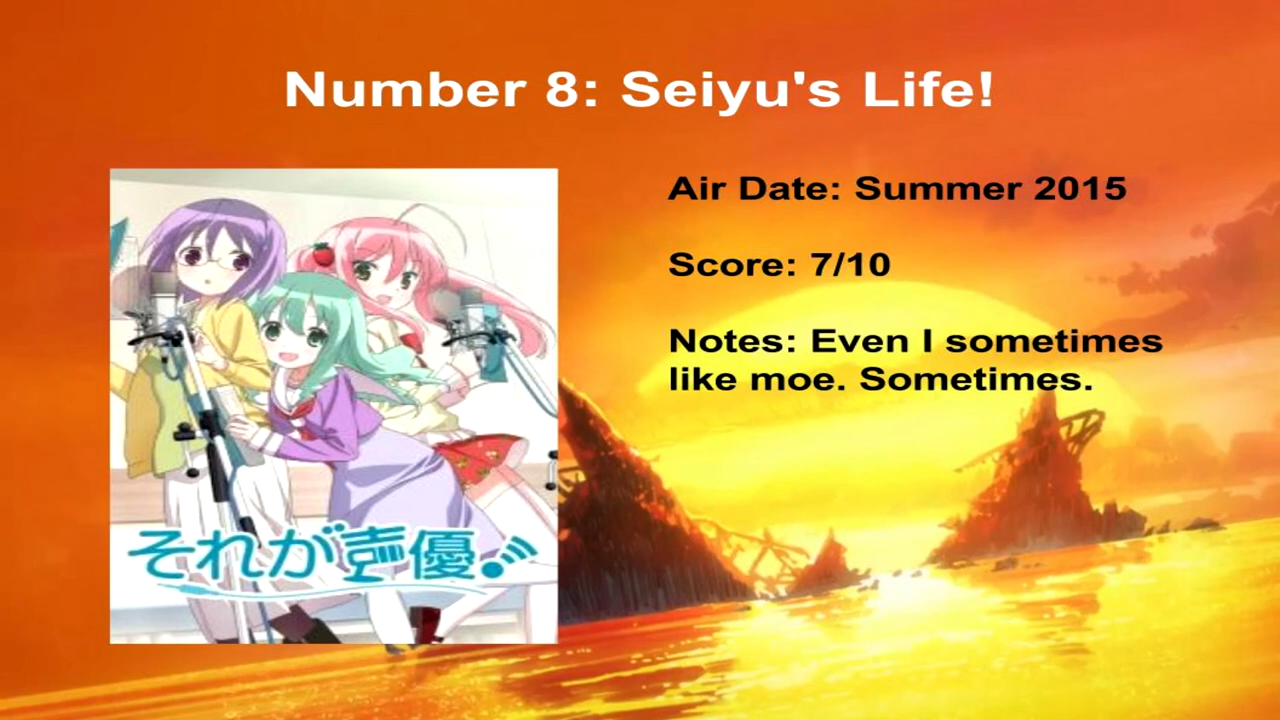 Number 8: Seiyu's Life!
Air Date: Summer 2015
Score: 7/10
Notes: Even I sometimes
like moe. Sometimes.
それが声優!